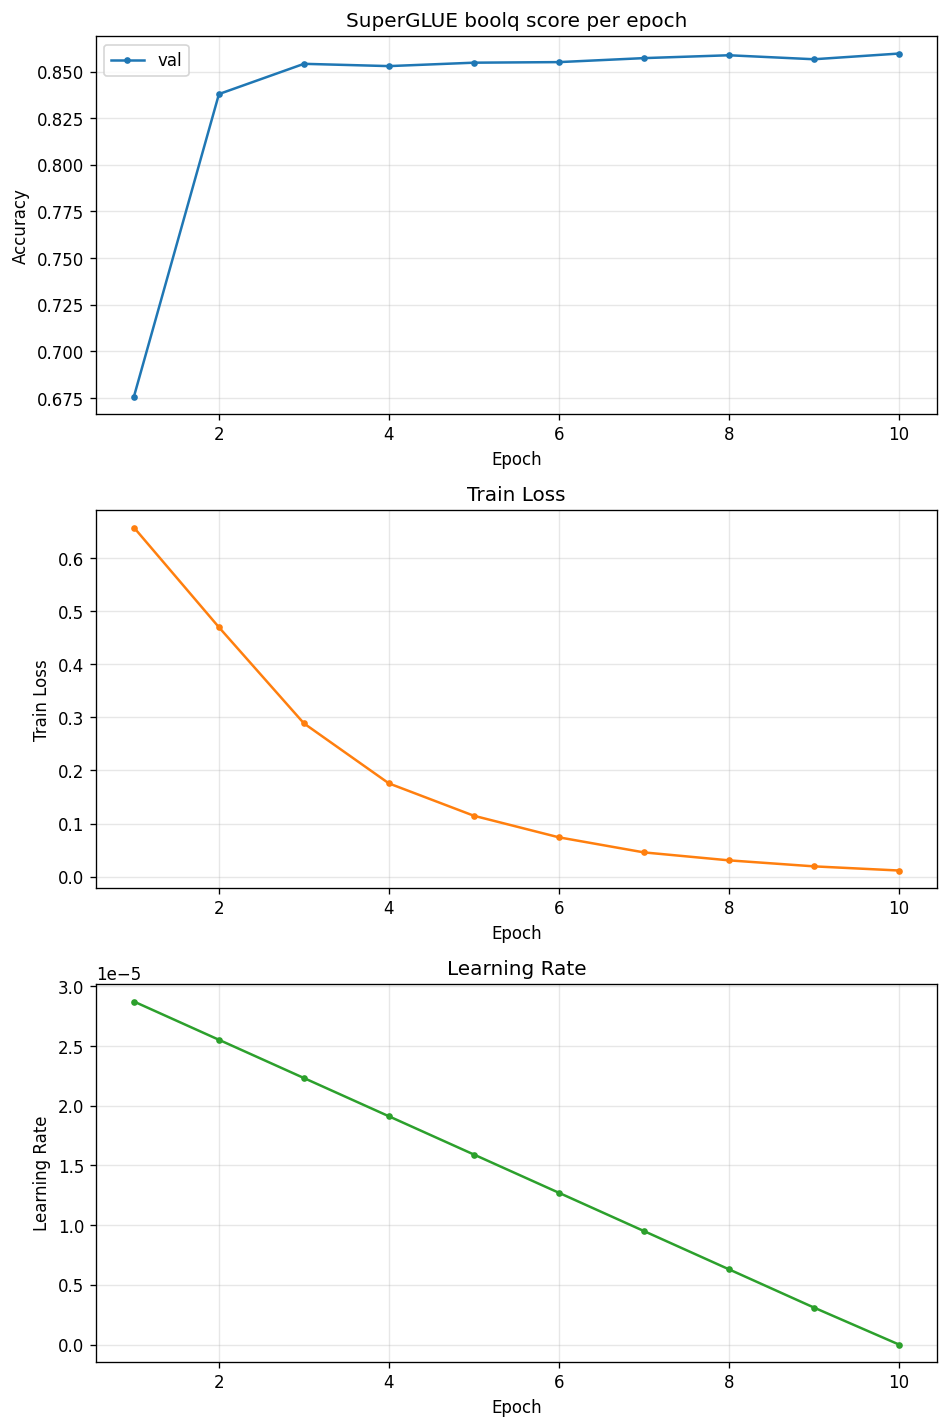 SuperGLUE boolq score per epoch
val
0.850
0.825
0.800
0.775
0.750
0.725
0.700
0.675
Accuracy
2 4 6 8 10
Epoch
Train Loss
0.6
0.5
0.4
0.3
0.2
0.1
0.0
Train Loss
2 4 6 8 10
Epoch
Learning Rate
1e−5
3.0
2.5
2.0
1.5
1.0
0.5
0.0
Learning Rate
2 4 6 8 10
Epoch